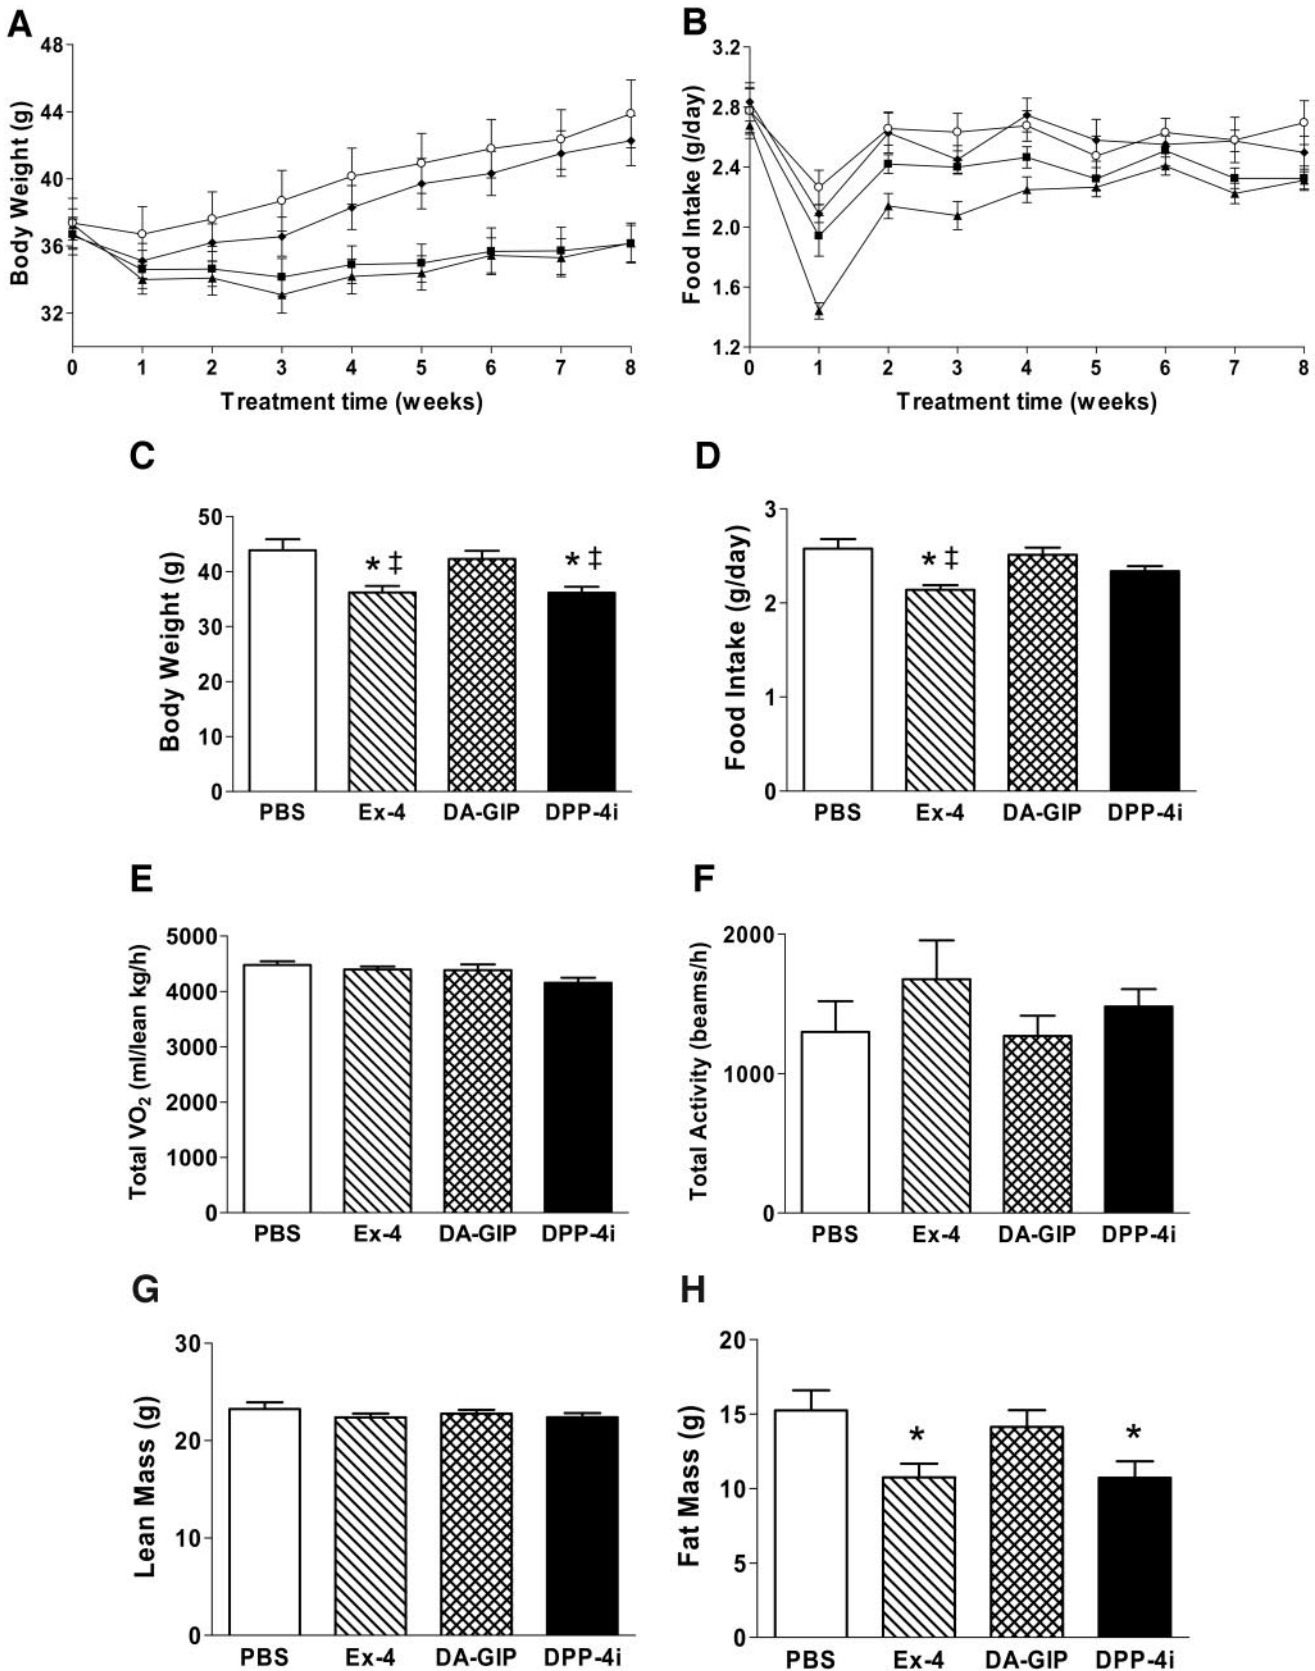 A
48
44
40
36
32
Body Weight (g)
0 1 2 3 4 5 6 7 8
Treatment time (weeks)
B
3.2
2.8
2.4
2.0
1.6
1.2
Food Intake (g/day)
0 1 2 3 4 5 6 7 8
Treatment time (weeks)
C
50
40
30
20
10
0
Body Weight (g)
* ‡
* ‡
PBS Ex-4 DA-GIP DPP-4i
D
3
2
1
0
Food Intake (g/day)
* ‡
PBS Ex-4 DA-GIP DPP-4i
E
5000
4000
3000
2000
1000
0
Total VO₂ (ml/lean kg/h)
PBS Ex-4 DA-GIP DPP-4i
F
2000
1000
0
Total Activity (beams/h)
PBS Ex-4 DA-GIP DPP-4i
G
30
20
10
0
Lean Mass (g)
PBS Ex-4 DA-GIP DPP-4i
H
20
15
10
5
0
Fat Mass (g)
*
*
PBS Ex-4 DA-GIP DPP-4i